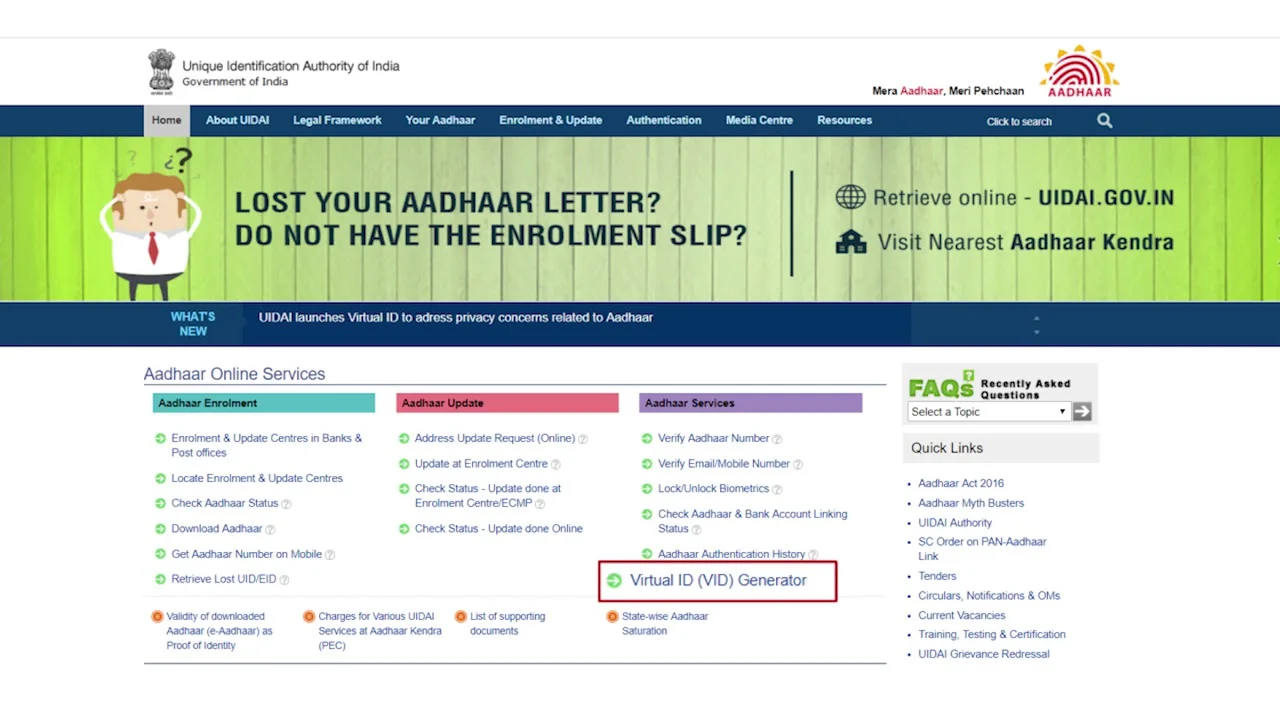 Unique Identification Authority of India
Government of India
Mera Aadhaar, Meri Pehchaan
AADHAAR
Home
About UIDAI
Legal Framework
Your Aadhaar
Enrolment & Update
Authentication
Media Centre
Resources
Click to search
LOST YOUR AADHAAR LETTER?
DO NOT HAVE THE ENROLMENT SLIP?
Retrieve online - UIDAI.GOV.IN
Visit Nearest Aadhaar Kendra
WHAT'S
NEW
UIDAI launches Virtual ID to adress privacy concerns related to Aadhaar
Aadhaar Online Services
Aadhaar Enrolment
Enrolment & Update Centres in Banks &
Post offices
Locate Enrolment & Update Centres
Check Aadhaar Status
Download Aadhaar
Get Aadhaar Number on Mobile
Retrieve Lost UID/EID
Aadhaar Update
Address Update Request (Online)
Update at Enrolment Centre
Check Status - Update done at
Enrolment Centre/ECMP
Check Status - Update done Online
Aadhaar Services
Verify Aadhaar Number
Verify Email/Mobile Number
Lock/Unlock Biometrics
Check Aadhaar & Bank Account Linking
Status
Aadhaar Authentication History
Virtual ID (VID) Generator
Validity of downloaded
Aadhaar (e-Aadhaar) as
Proof of Identity
Charges for Various UIDAI
Services at Aadhaar Kendra
(PEC)
List of supporting
documents
State-wise Aadhaar
Saturation
FAQs Recently Asked
Questions
Select a Topic
Quick Links
Aadhaar Act 2016
Aadhaar Myth Busters
UIDAI Authority
SC Order on PAN-Aadhaar
Link
Tenders
Circulars, Notifications & OMs
Current Vacancies
Training, Testing & Certification
UIDAI Grievance Redressal